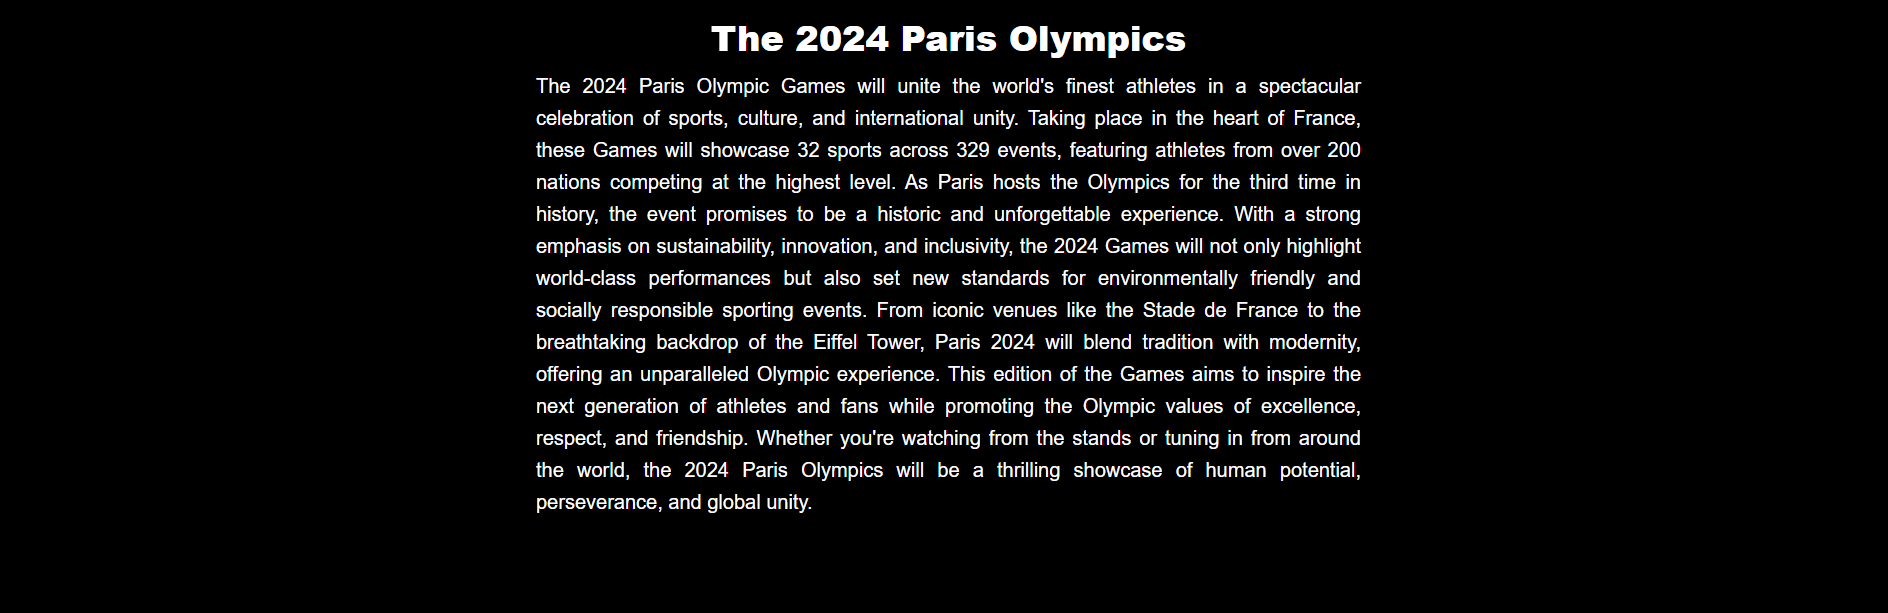 The 2024 Paris Olympics
The 2024 Paris Olympic Games will unite the world's finest athletes in a spectacular
celebration of sports, culture, and international unity. Taking place in the heart of France,
these Games will showcase 32 sports across 329 events, featuring athletes from over 200
nations competing at the highest level. As Paris hosts the Olympics for the third time in
history, the event promises to be a historic and unforgettable experience. With a strong
emphasis on sustainability, innovation, and inclusivity, the 2024 Games will not only highlight
world-class performances but also set new standards for environmentally friendly and
socially responsible sporting events. From iconic venues like the Stade de France to the
breathtaking backdrop of the Eiffel Tower, Paris 2024 will blend tradition with modernity,
offering an unparalleled Olympic experience. This edition of the Games aims to inspire the
next generation of athletes and fans while promoting the Olympic values of excellence,
respect, and friendship. Whether you're watching from the stands or tuning in from around
the world, the 2024 Paris Olympics will be a thrilling showcase of human potential,
perseverance, and global unity.